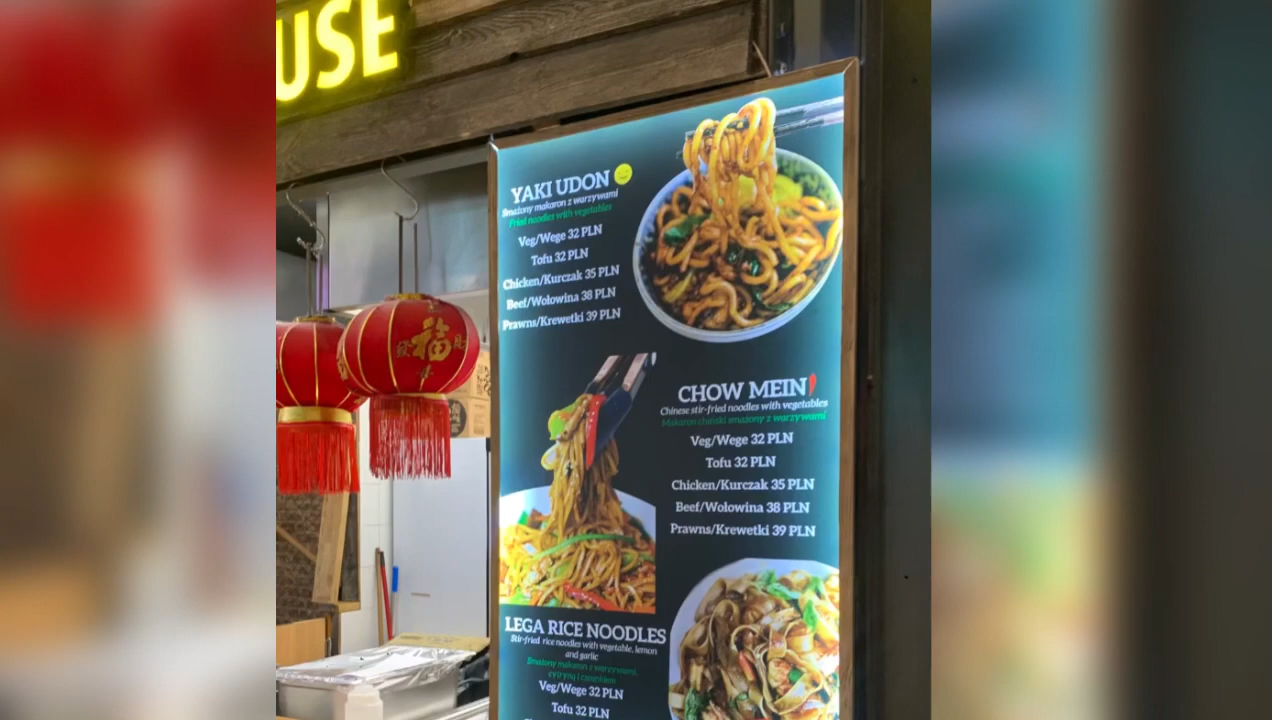 USE
YAKI UDON
Smażony makaron z warzywami
Fried noodles with vegetables
Veg/Wege 32 PLN
Tofu 32 PLN
Chicken/Kurczak 35 PLN
Beef/Wołowina 38 PLN
Prawns/Krewetki 39 PLN
福
CHOW MEIN
Chinese stir-fried noodles with vegetables
Makaron chiński smażony z warzywami
Veg/Wege 32 PLN
Tofu 32 PLN
Chicken/Kurczak 35 PLN
Beef/Wołowina 38 PLN
Prawns/Krewetki 39 PLN
LEGA RICE NOODLES
Stir-fried rice noodles with vegetable, lemon
and garlic
Smażony makaron z warzywami,
cytryną i czosnkiem
Veg/Wege 32 PLN
Tofu 32 PLN